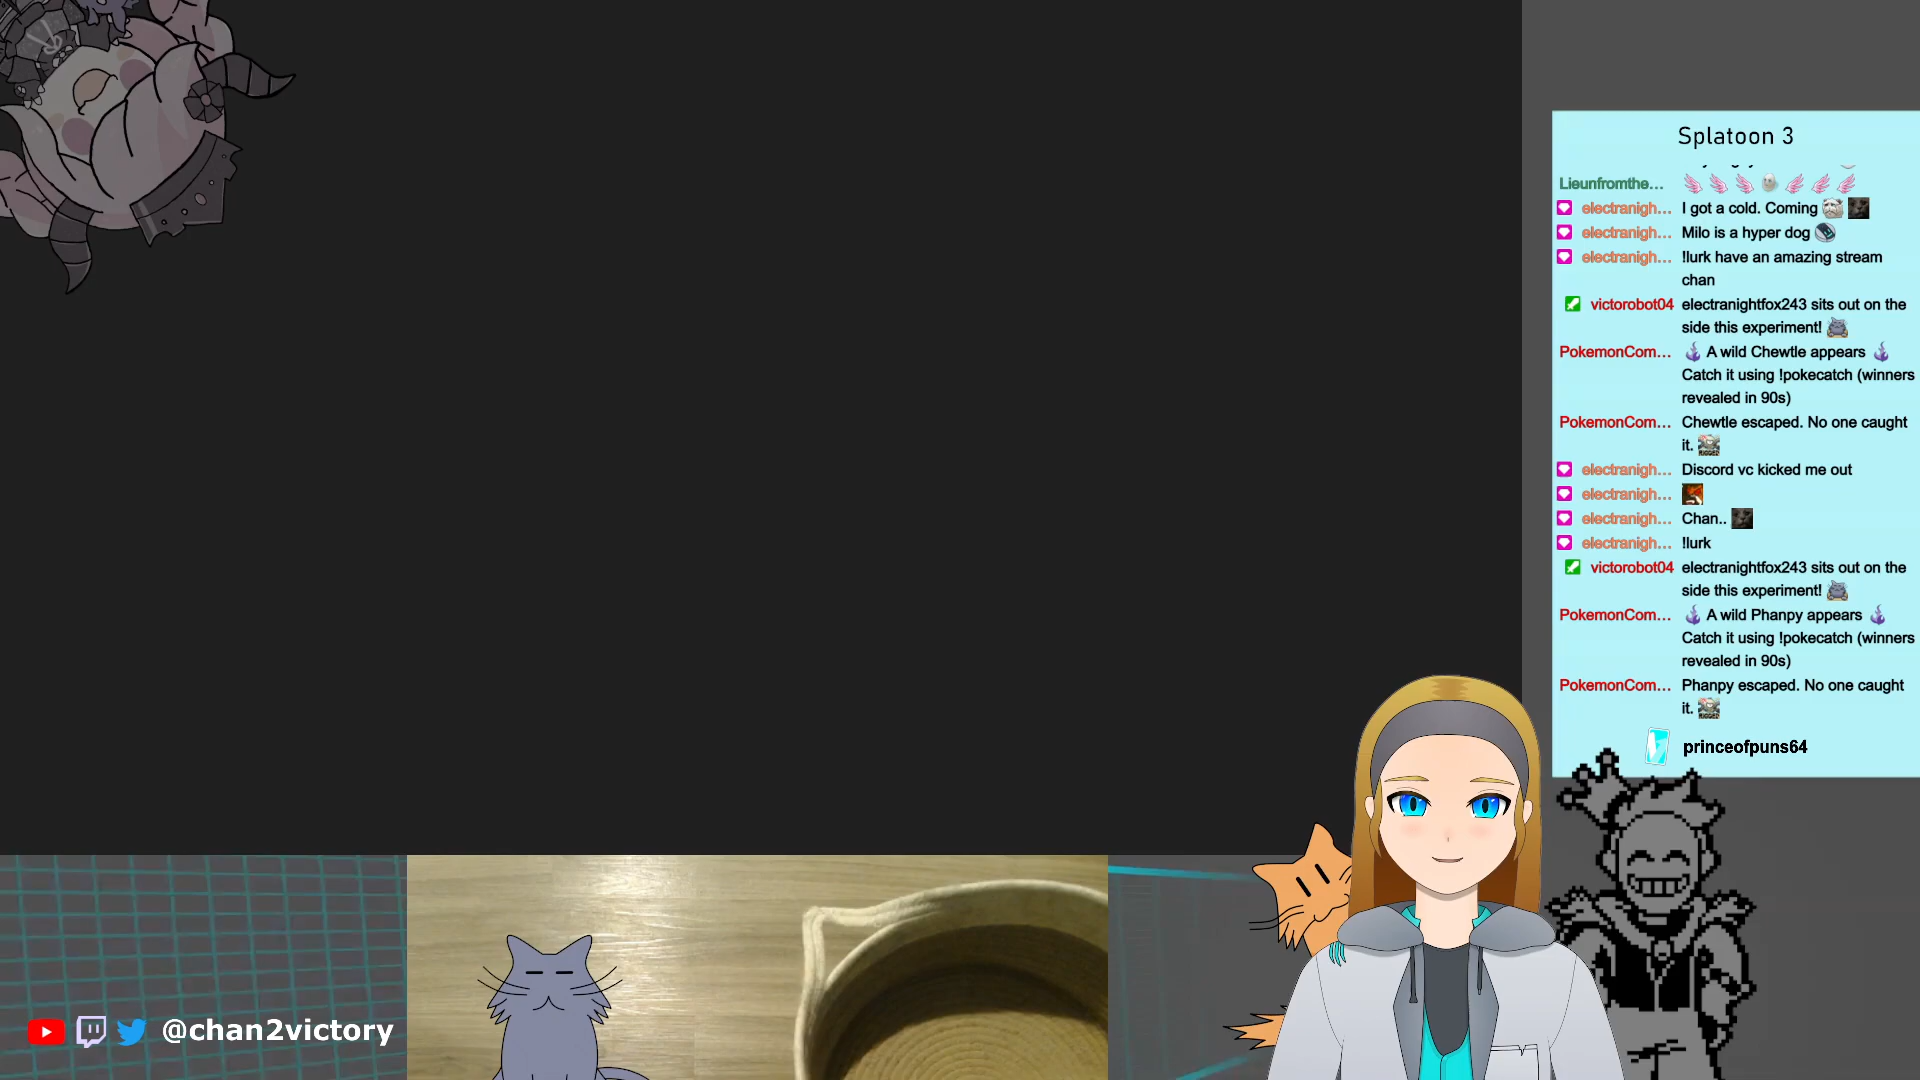 Splatoon 3
Lieunfromthe...
electranigh... I got a cold. Coming
electranigh... Milo is a hyper dog
electranigh... !lurk have an amazing stream
chan
victorobot04 electranightfox243 sits out on the
side this experiment!
PokemonCom... A wild Chewtle appears
Catch it using !pokecatch (winners
revealed in 90s)
PokemonCom... Chewtle escaped. No one caught
it.
electranigh... Discord vc kicked me out
electranigh...
electranigh... Chan..
electranigh... !lurk
victorobot04 electranightfox243 sits out on the
side this experiment!
PokemonCom... A wild Phanpy appears
Catch it using !pokecatch (winners
revealed in 90s)
PokemonCom... Phanpy escaped. No one caught
it.
princeofpuns64
@chan2victory